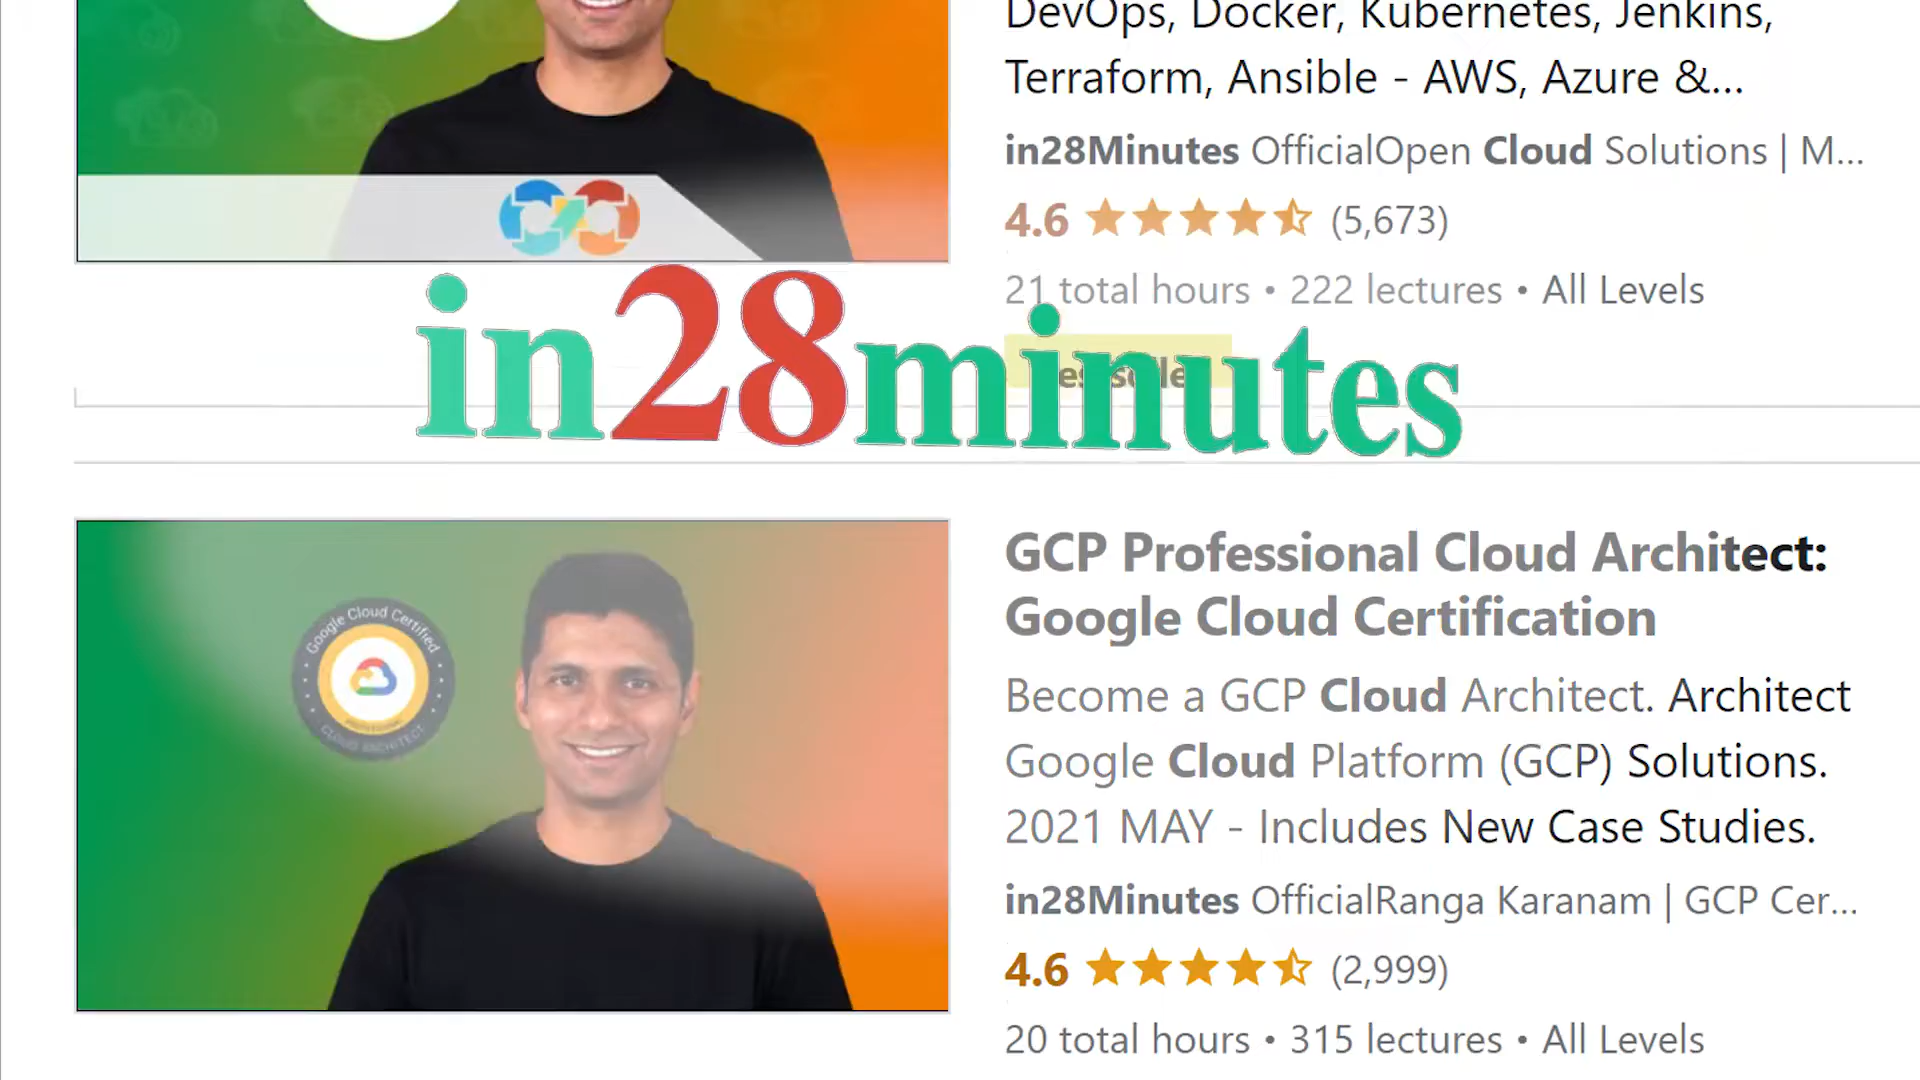 DevOps, Docker, Kubernetes, Jenkins,
Terraform, Ansible - AWS, Azure &...
in28Minutes OfficialOpen Cloud Solutions | M...
4.6 (5,673)
21 total hours • 222 lectures • All Levels
in28minutes
Google Cloud Certified
CLOUD ARCHITECT
GCP Professional Cloud Architect:
Google Cloud Certification
Become a GCP Cloud Architect. Architect
Google Cloud Platform (GCP) Solutions.
2021 MAY - Includes New Case Studies.
in28Minutes OfficialRanga Karanam | GCP Cer...
4.6 (2,999)
20 total hours • 315 lectures • All Levels